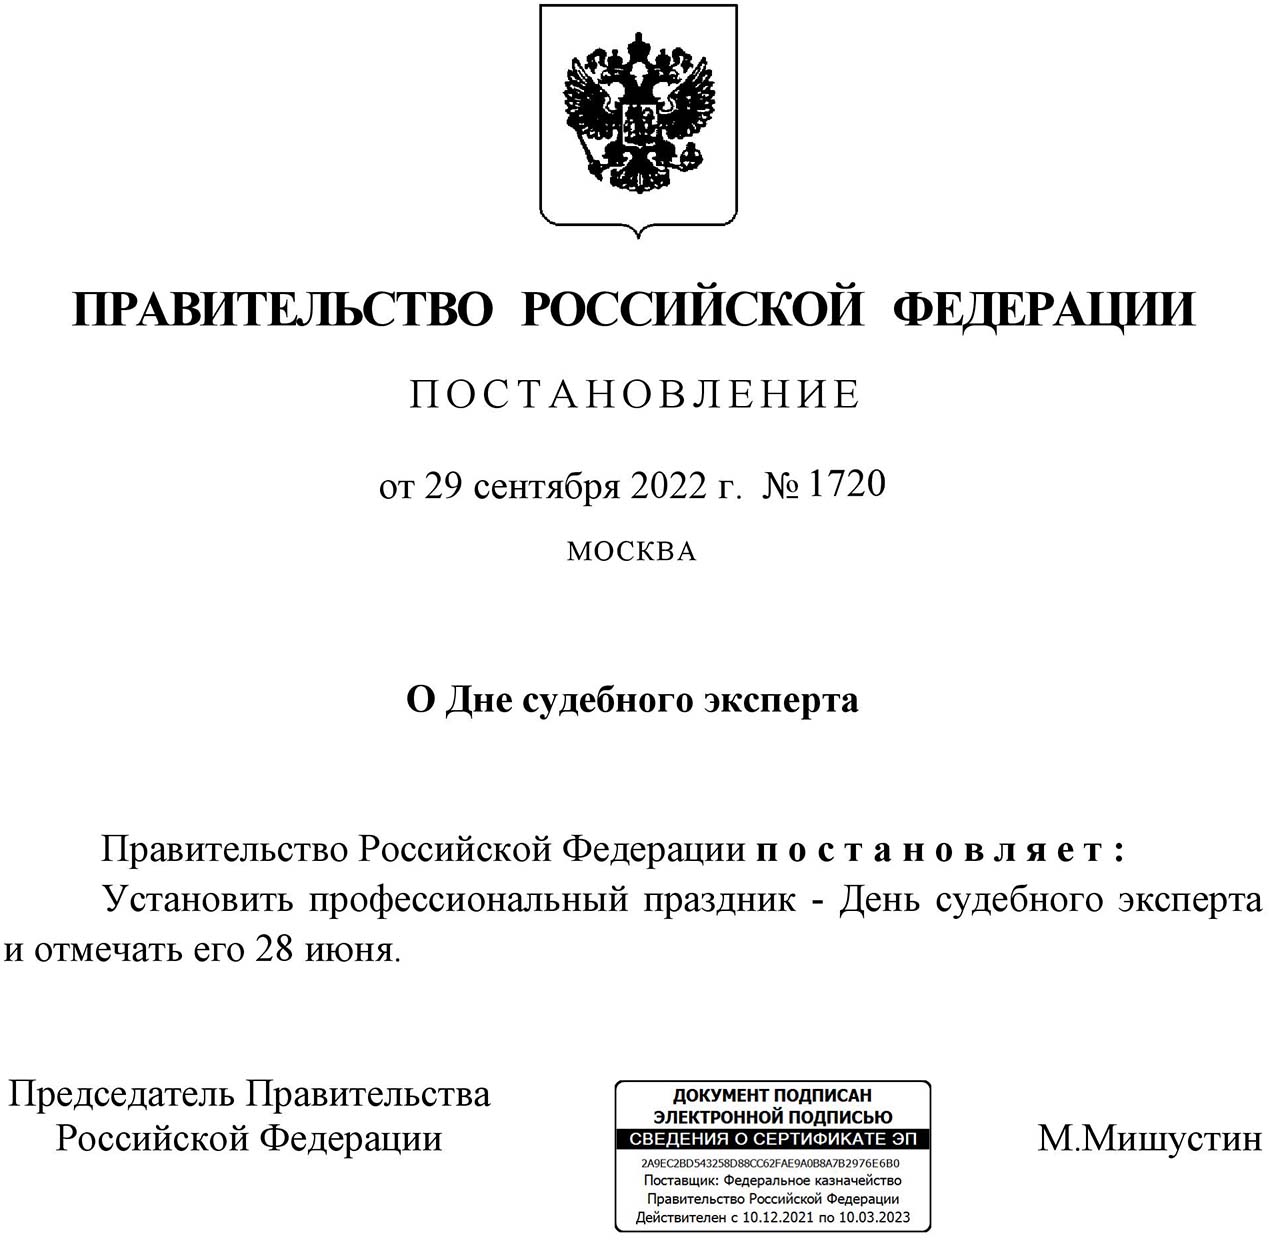 ПРАВИТЕЛЬСТВО РОССИЙСКОЙ ФЕДЕРАЦИИ
ПОСТАНОВЛЕНИЕ
от 29 сентября 2022 г. № 1720
МОСКВА
О Дне судебного эксперта
Правительство Российской Федерации постановляет:
Установить профессиональный праздник - День судебного эксперта
и отмечать его 28 июня.
Председатель Правительства
Российской Федерации
ДОКУМЕНТ ПОДПИСАН
ЭЛЕКТРОННОЙ ПОДПИСЬЮ
СВЕДЕНИЯ О СЕРТИФИКАТЕ ЭП
2A9EC2BD543258D88CC62FAE9A0B8A7B2976E6B0
Поставщик: Федеральное казначейство
Правительство Российской Федерации
Действителен с 10.12.2021 по 10.03.2023
М.Мишустин